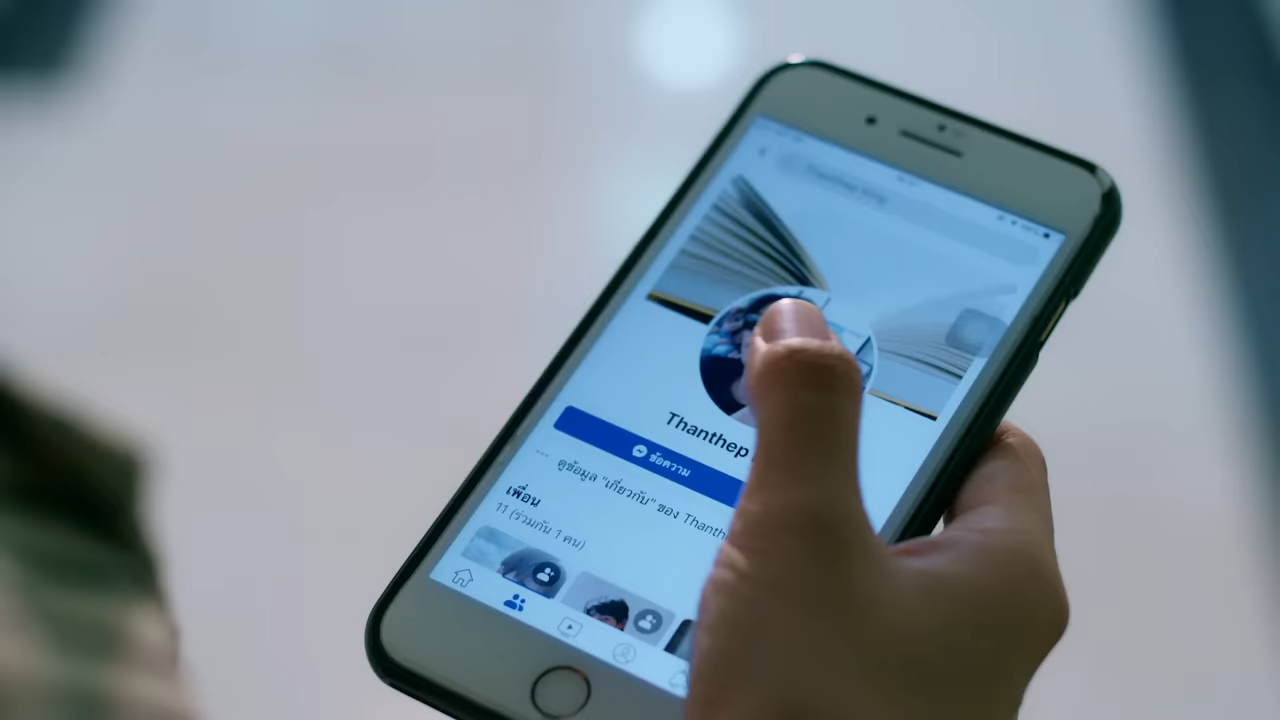 Thanthep
ข้อความ
ดูข้อมูล "เกี่ยวกับ" ของ
เพื่อน
11 (ร่วมกัน 1 คน)